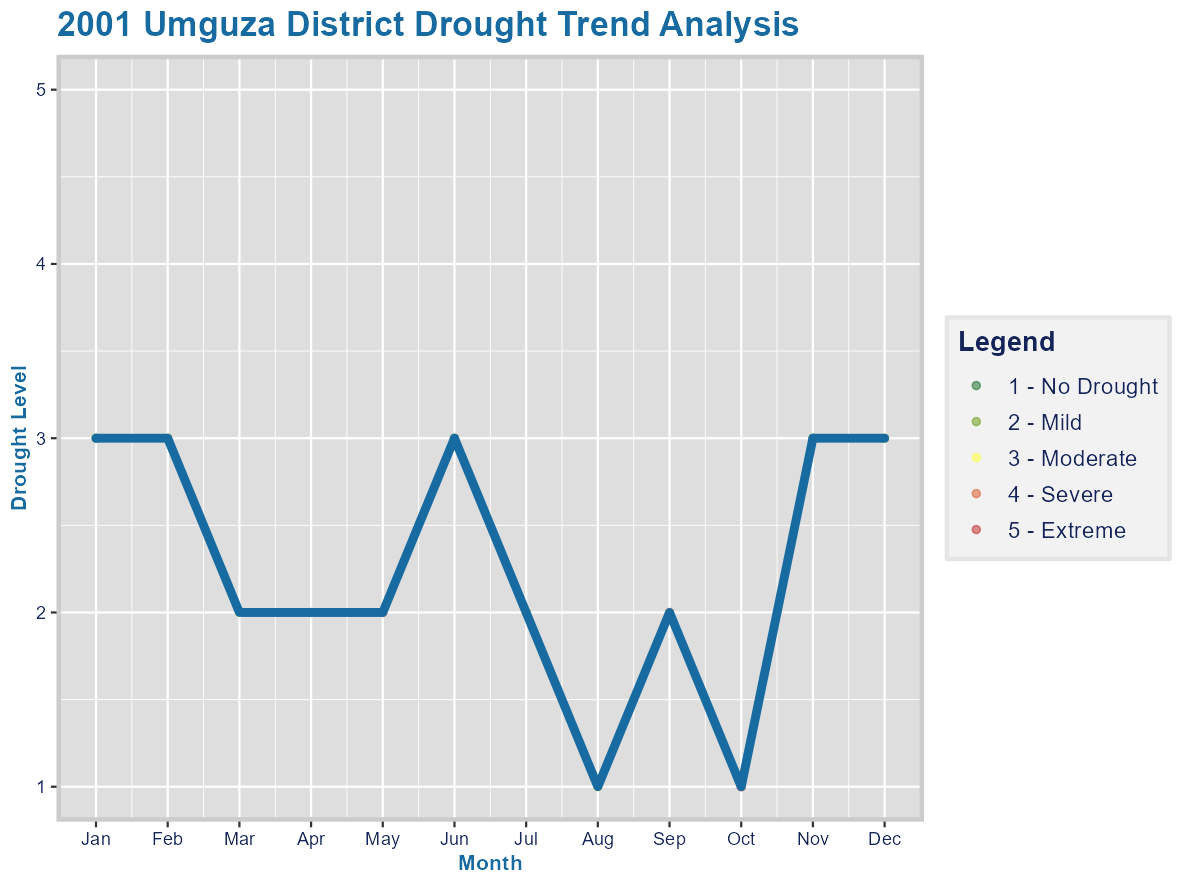 2001 Umguza District Drought Trend Analysis
5
4
3
2
1
Drought Level
Jan Feb Mar Apr May Jun Jul Aug Sep Oct Nov Dec
Month
Legend
1 - No Drought
2 - Mild
3 - Moderate
4 - Severe
5 - Extreme